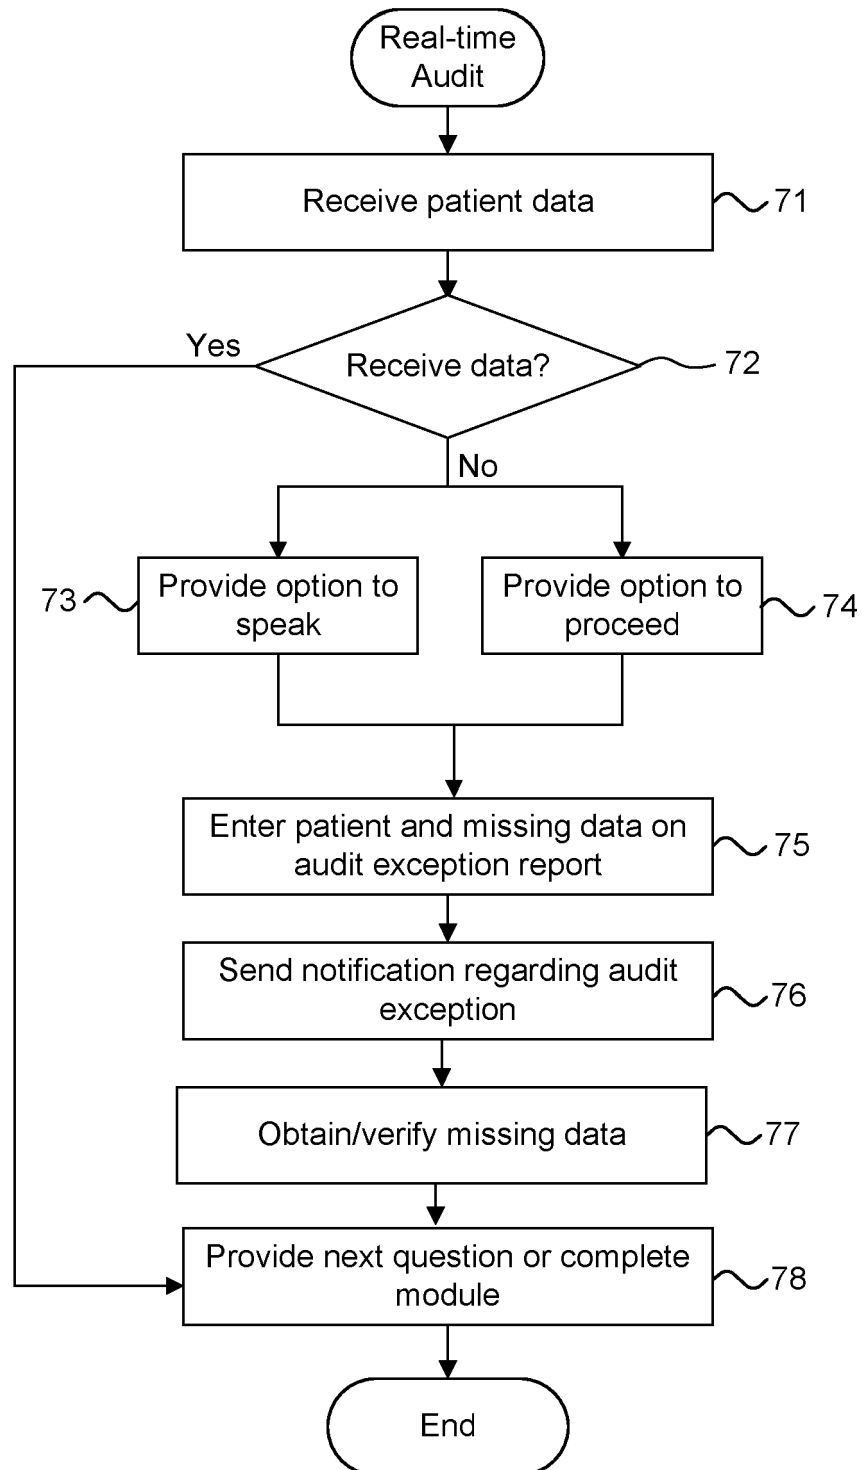 Real-time
Audit
Receive patient data
71
Yes
Receive data?
72
No
73
Provide option to
speak
Provide option to
proceed
74
Enter patient and missing data on
audit exception report
75
Send notification regarding audit
exception
76
Obtain/verify missing data
77
Provide next question or complete
module
78
End